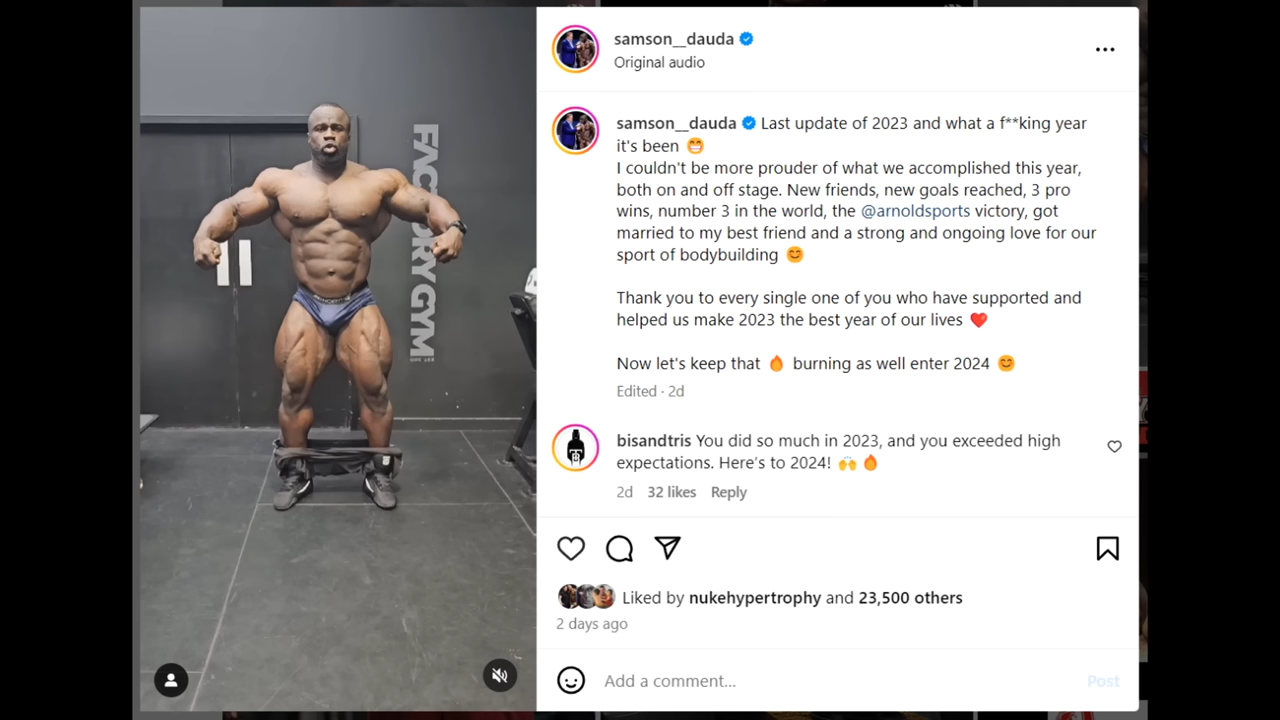 FACTORY GYM
samson__dauda
Original audio
samson__dauda Last update of 2023 and what a f**king year
it's been 😁
I couldn't be more prouder of what we accomplished this year,
both on and off stage. New friends, new goals reached, 3 pro
wins, number 3 in the world, the @arnoldsports victory, got
married to my best friend and a strong and ongoing love for our
sport of bodybuilding 😊
Thank you to every single one of you who have supported and
helped us make 2023 the best year of our lives ❤️
Now let's keep that 🔥 burning as well enter 2024 😊
Edited · 2d
bisandtris You did so much in 2023, and you exceeded high
expectations. Here's to 2024! 🙌 🔥
2d 32 likes Reply
Liked by nukehypertrophy and 23,500 others
2 days ago
Add a comment...
Post